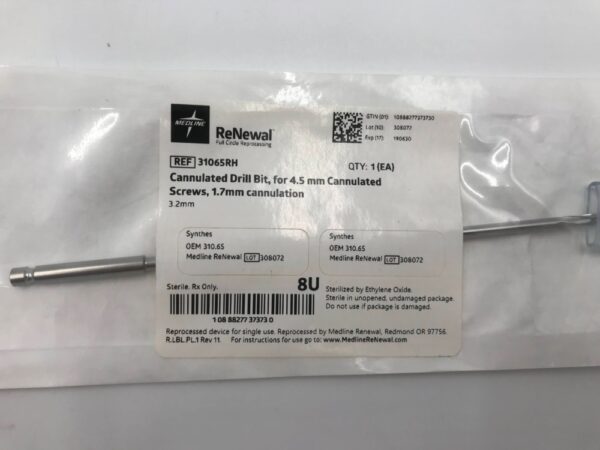 MEDLINE
ReNewal
Full Circle Reprocessing
GTIN (01): 10888277373730
Lot (10): 308072
Exp (17): 190630
REF 31065RH
QTY: 1 (EA)
Cannulated Drill Bit, for 4.5 mm Cannulated
Screws, 1.7mm cannulation
3.2mm
Synthes
OEM 310.65
Medline ReNewal LOT 308072
Synthes
OEM 310.65
Medline ReNewal LOT 308072
Sterile. Rx Only.
8U
Sterilized by Ethylene Oxide.
Sterile in unopened, undamaged package.
Do not use if package is damaged.
1 08 88277 37373 0
Reprocessed device for single use. Reprocessed by Medline Renewal, Redmond OR 97756.
R.LBL.PL.1 Rev 11. For instructions for use go to: www.MedlineReNewal.com